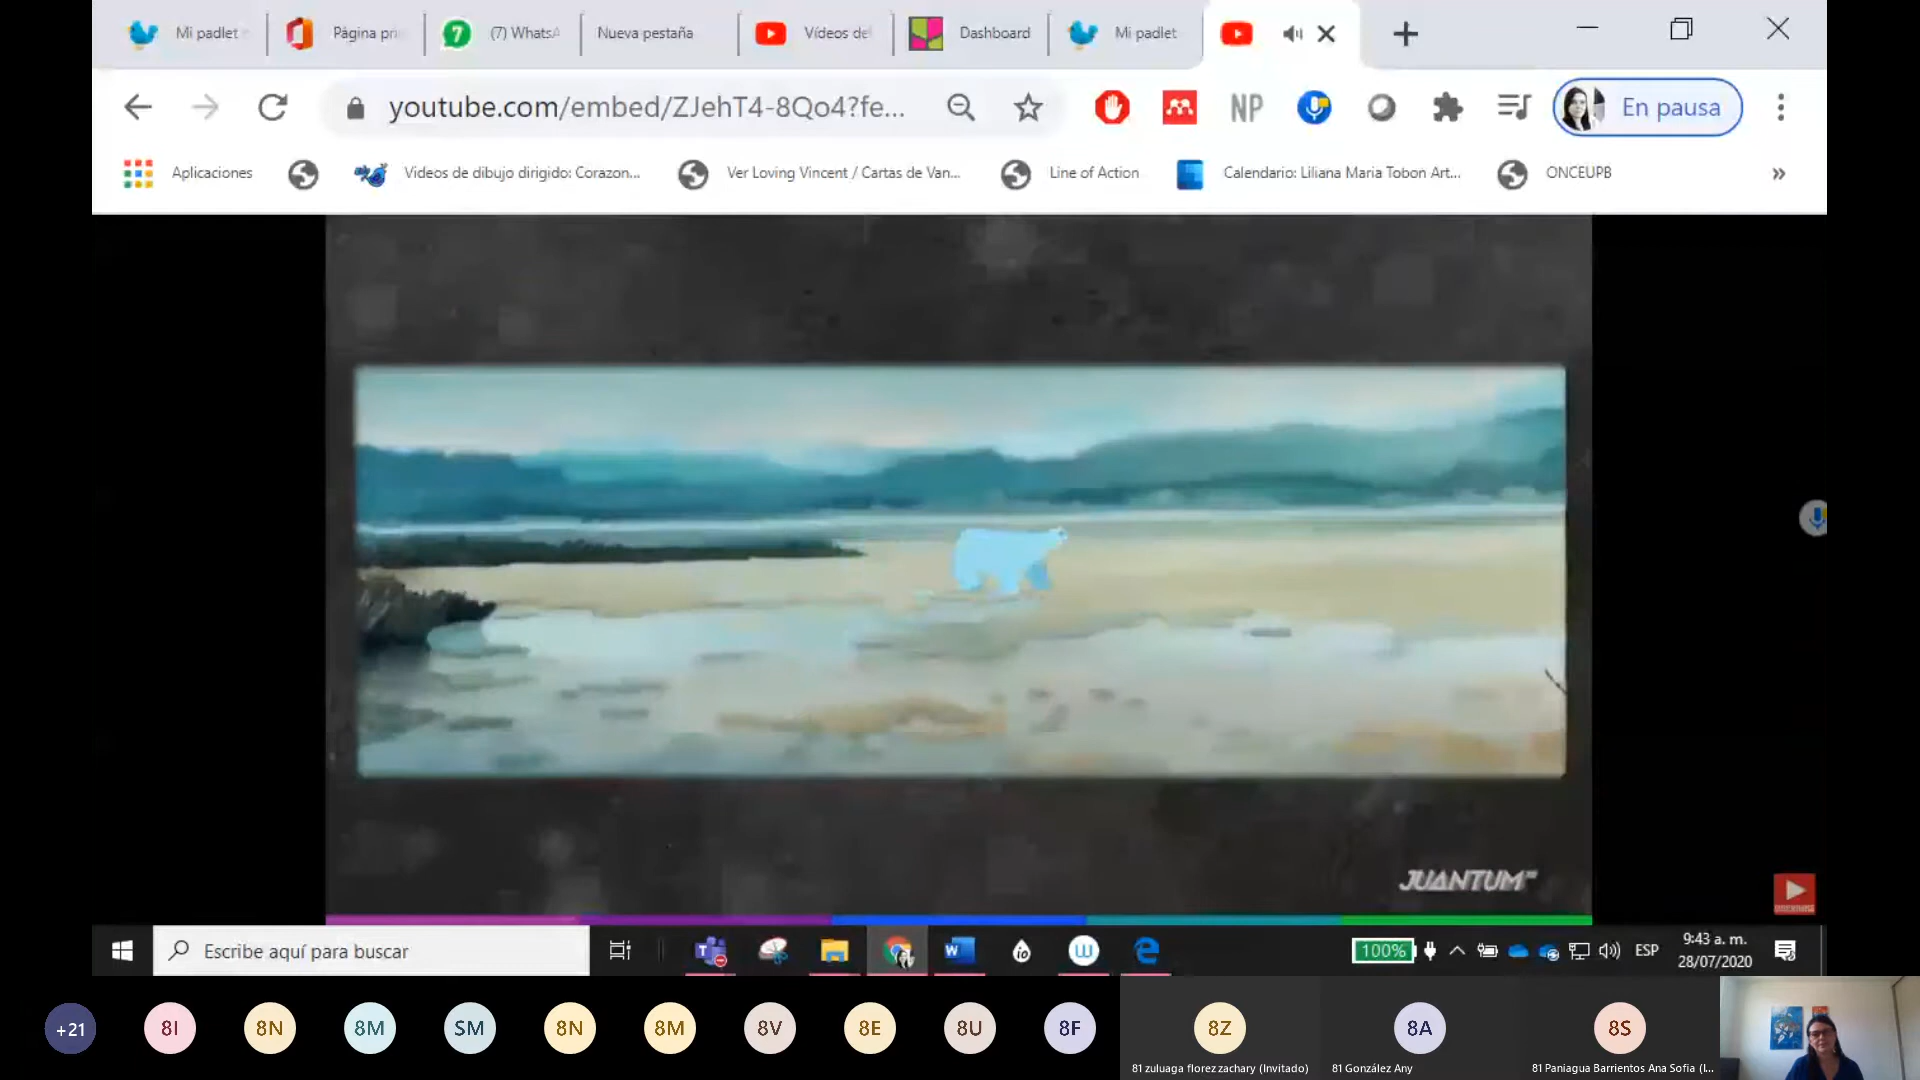 Mi padlet
Página pri
(7) WhatsA
Nueva pestaña
Vídeos de
Dashboard
Mi padlet
youtube.com/embed/ZJehT4-8Qo4?fe...
NP
En pausa
Aplicaciones
Videos de dibujo dirigido: Corazon...
Ver Loving Vincent / Cartas de Van...
Line of Action
Calendario: Liliana Maria Tobon Art...
ONCEUPB
»
JUANTUM
Escribe aquí para buscar
100%
ESP
9:43 a. m.
28/07/2020
+21
8I
8N
8M
SM
8N
8M
8V
8E
8U
8F
8Z
8A
8S
81 zuluaga florez zachary (Invitado)
81 González Any
81 Paniagua Barrientos Ana Sofia (I...